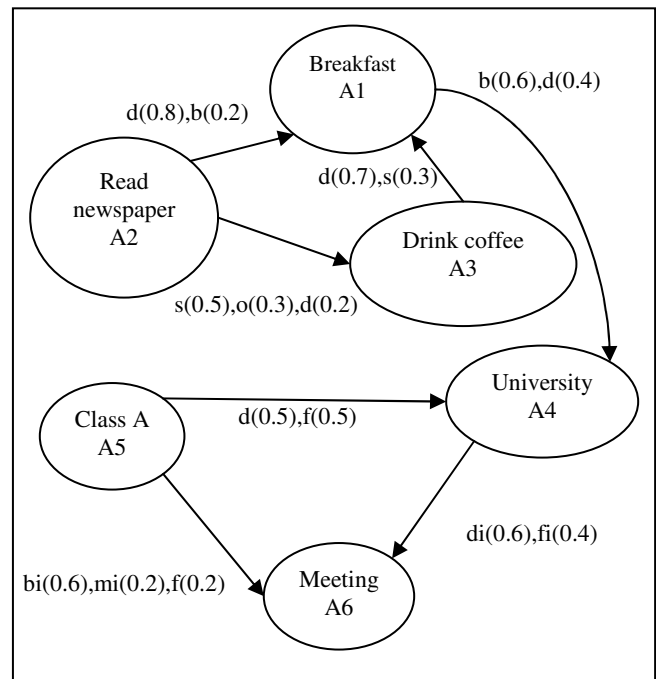 Breakfast
A1
b(0.6),d(0.4)
d(0.8),b(0.2)
Read
newspaper
A2
d(0.7),s(0.3)
Drink coffee
A3
s(0.5),o(0.3),d(0.2)
University
A4
Class A
A5
d(0.5),f(0.5)
di(0.6),fi(0.4)
bi(0.6),mi(0.2),f(0.2)
Meeting
A6